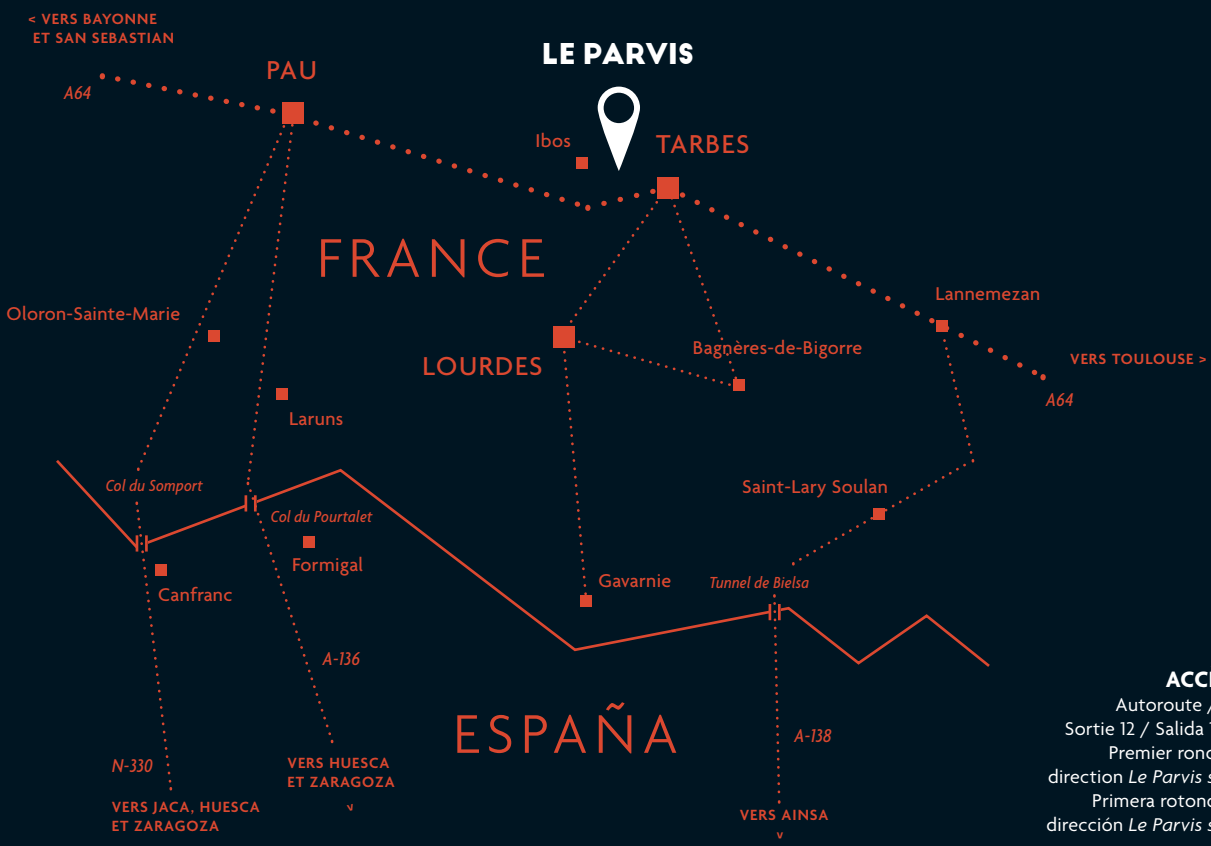 < VERS BAYONNE
ET SAN SEBASTIAN
LE PARVIS
PAU
A64
Ibos
TARBES
FRANCE
Lannemezan
Oloron-Sainte-Marie
Bagnères-de-Bigorre
VERS TOULOUSE >
LOURDES
A64
Laruns
Col du Somport
Saint-Lary Soulan
Col du Pourtalet
Formigal
Gavarnie
Tunnel de Bielsa
Canfranc
A-136
ACC
Autoroute /
Sortie 12 / Salida
ESPAÑA
A-138
Premier
N-330
VERS HUESCA
ET ZARAGOZA
direction Le Parvis
VERS JACA, HUESCA
ET ZARAGOZA
Primera
VERS AINSA
dirección Le Parvis